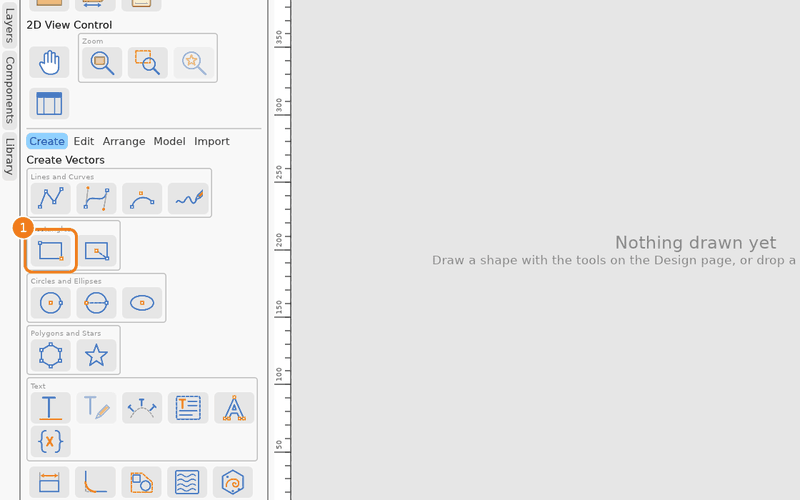 Layers
Components
Library
2D View Control
Zoom
Create Edit Arrange Model Import
Create Vectors
Lines and Curves
1
Circles and Ellipses
Polygons and Stars
Text
350
300
250
200
150
100
50
Nothing drawn yet
Draw a shape with the tools on the Design page, or drop a